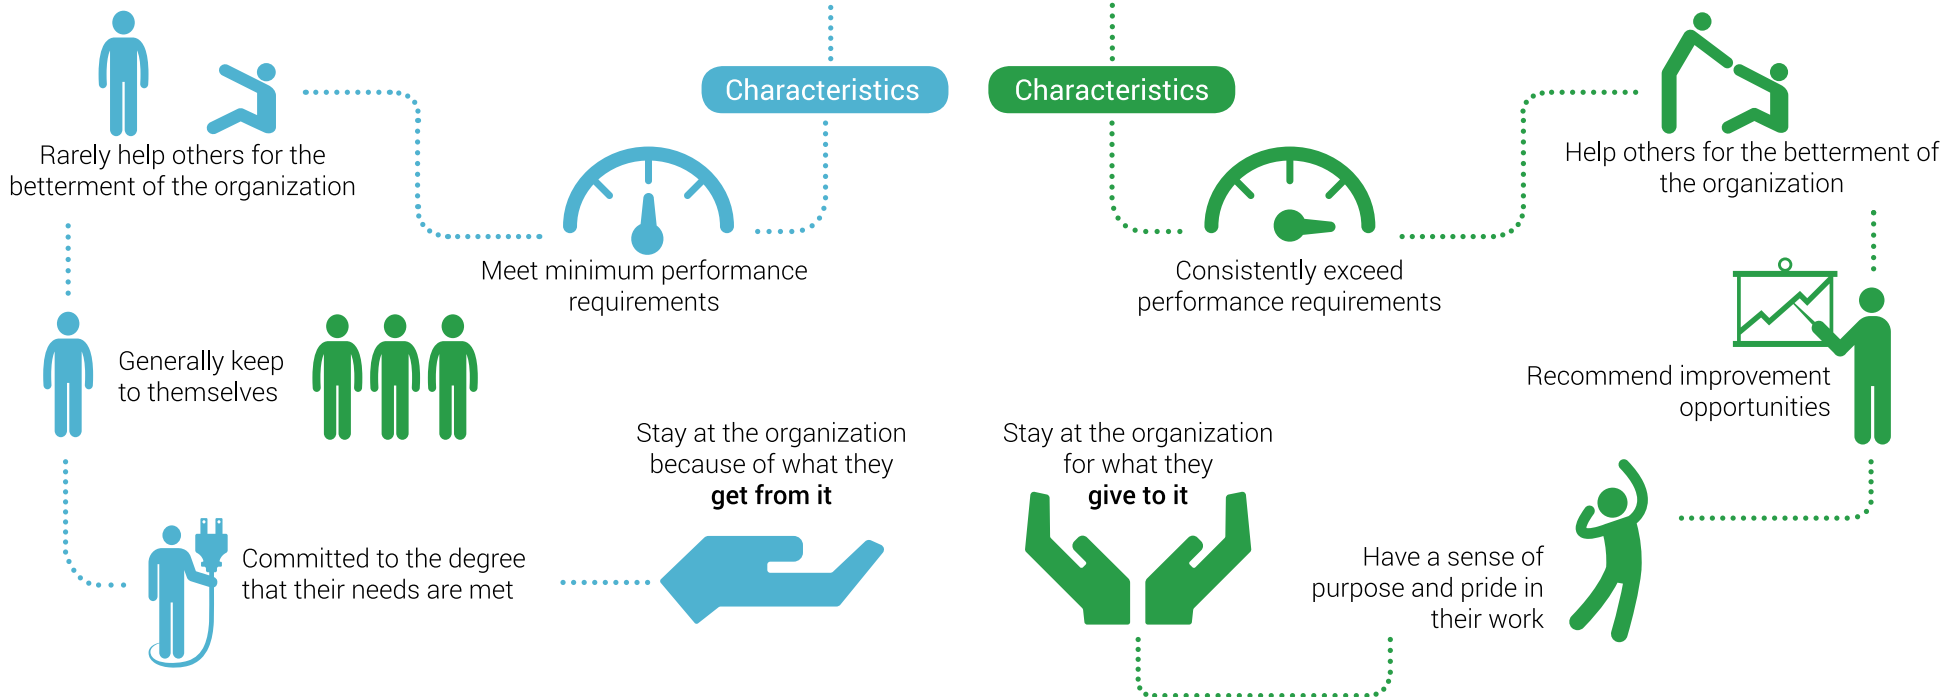 Characteristics
Meet minimum performance
requirements
Rarely help others for the
betterment of the organization
Generally keep
to themselves
Committed to the degree
that their needs are met
Stay at the organization
because of what they
get from it
Characteristics
Consistently exceed
performance requirements
Help others for the betterment of
the organization
Recommend improvement
opportunities
Have a sense of
purpose and pride in
their work
Stay at the organization
for what they
give to it